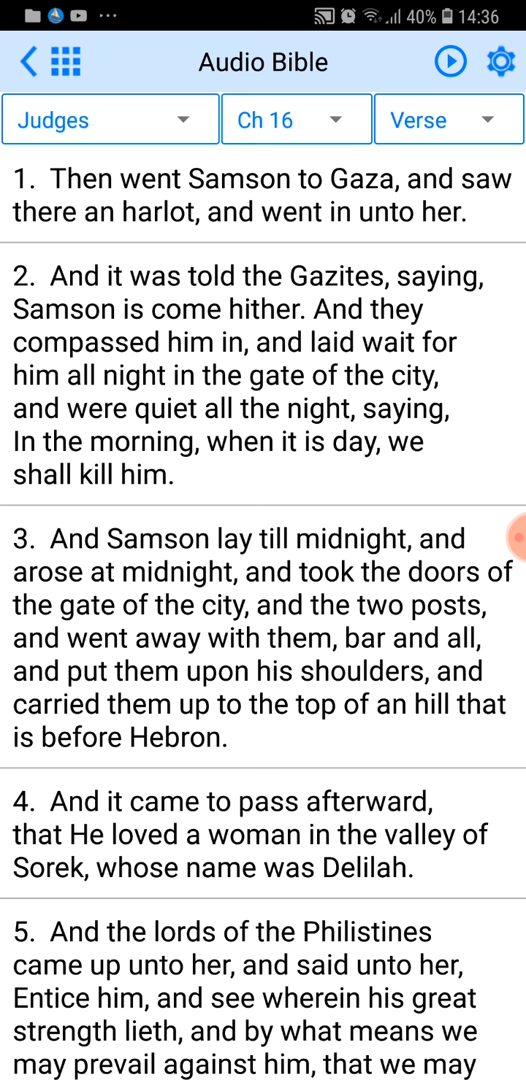 40% 14:36
Audio Bible
Judges Ch 16 Verse
1. Then went Samson to Gaza, and saw
there an harlot, and went in unto her.
2. And it was told the Gazites, saying,
Samson is come hither. And they
compassed him in, and laid wait for
him all night in the gate of the city,
and were quiet all the night, saying,
In the morning, when it is day, we
shall kill him.
3. And Samson lay till midnight, and
arose at midnight, and took the doors of
the gate of the city, and the two posts,
and went away with them, bar and all,
and put them upon his shoulders, and
carried them up to the top of an hill that
is before Hebron.
4. And it came to pass afterward,
that He loved a woman in the valley of
Sorek, whose name was Delilah.
5. And the lords of the Philistines
came up unto her, and said unto her,
Entice him, and see wherein his great
strength lieth, and by what means we
may prevail against him, that we may